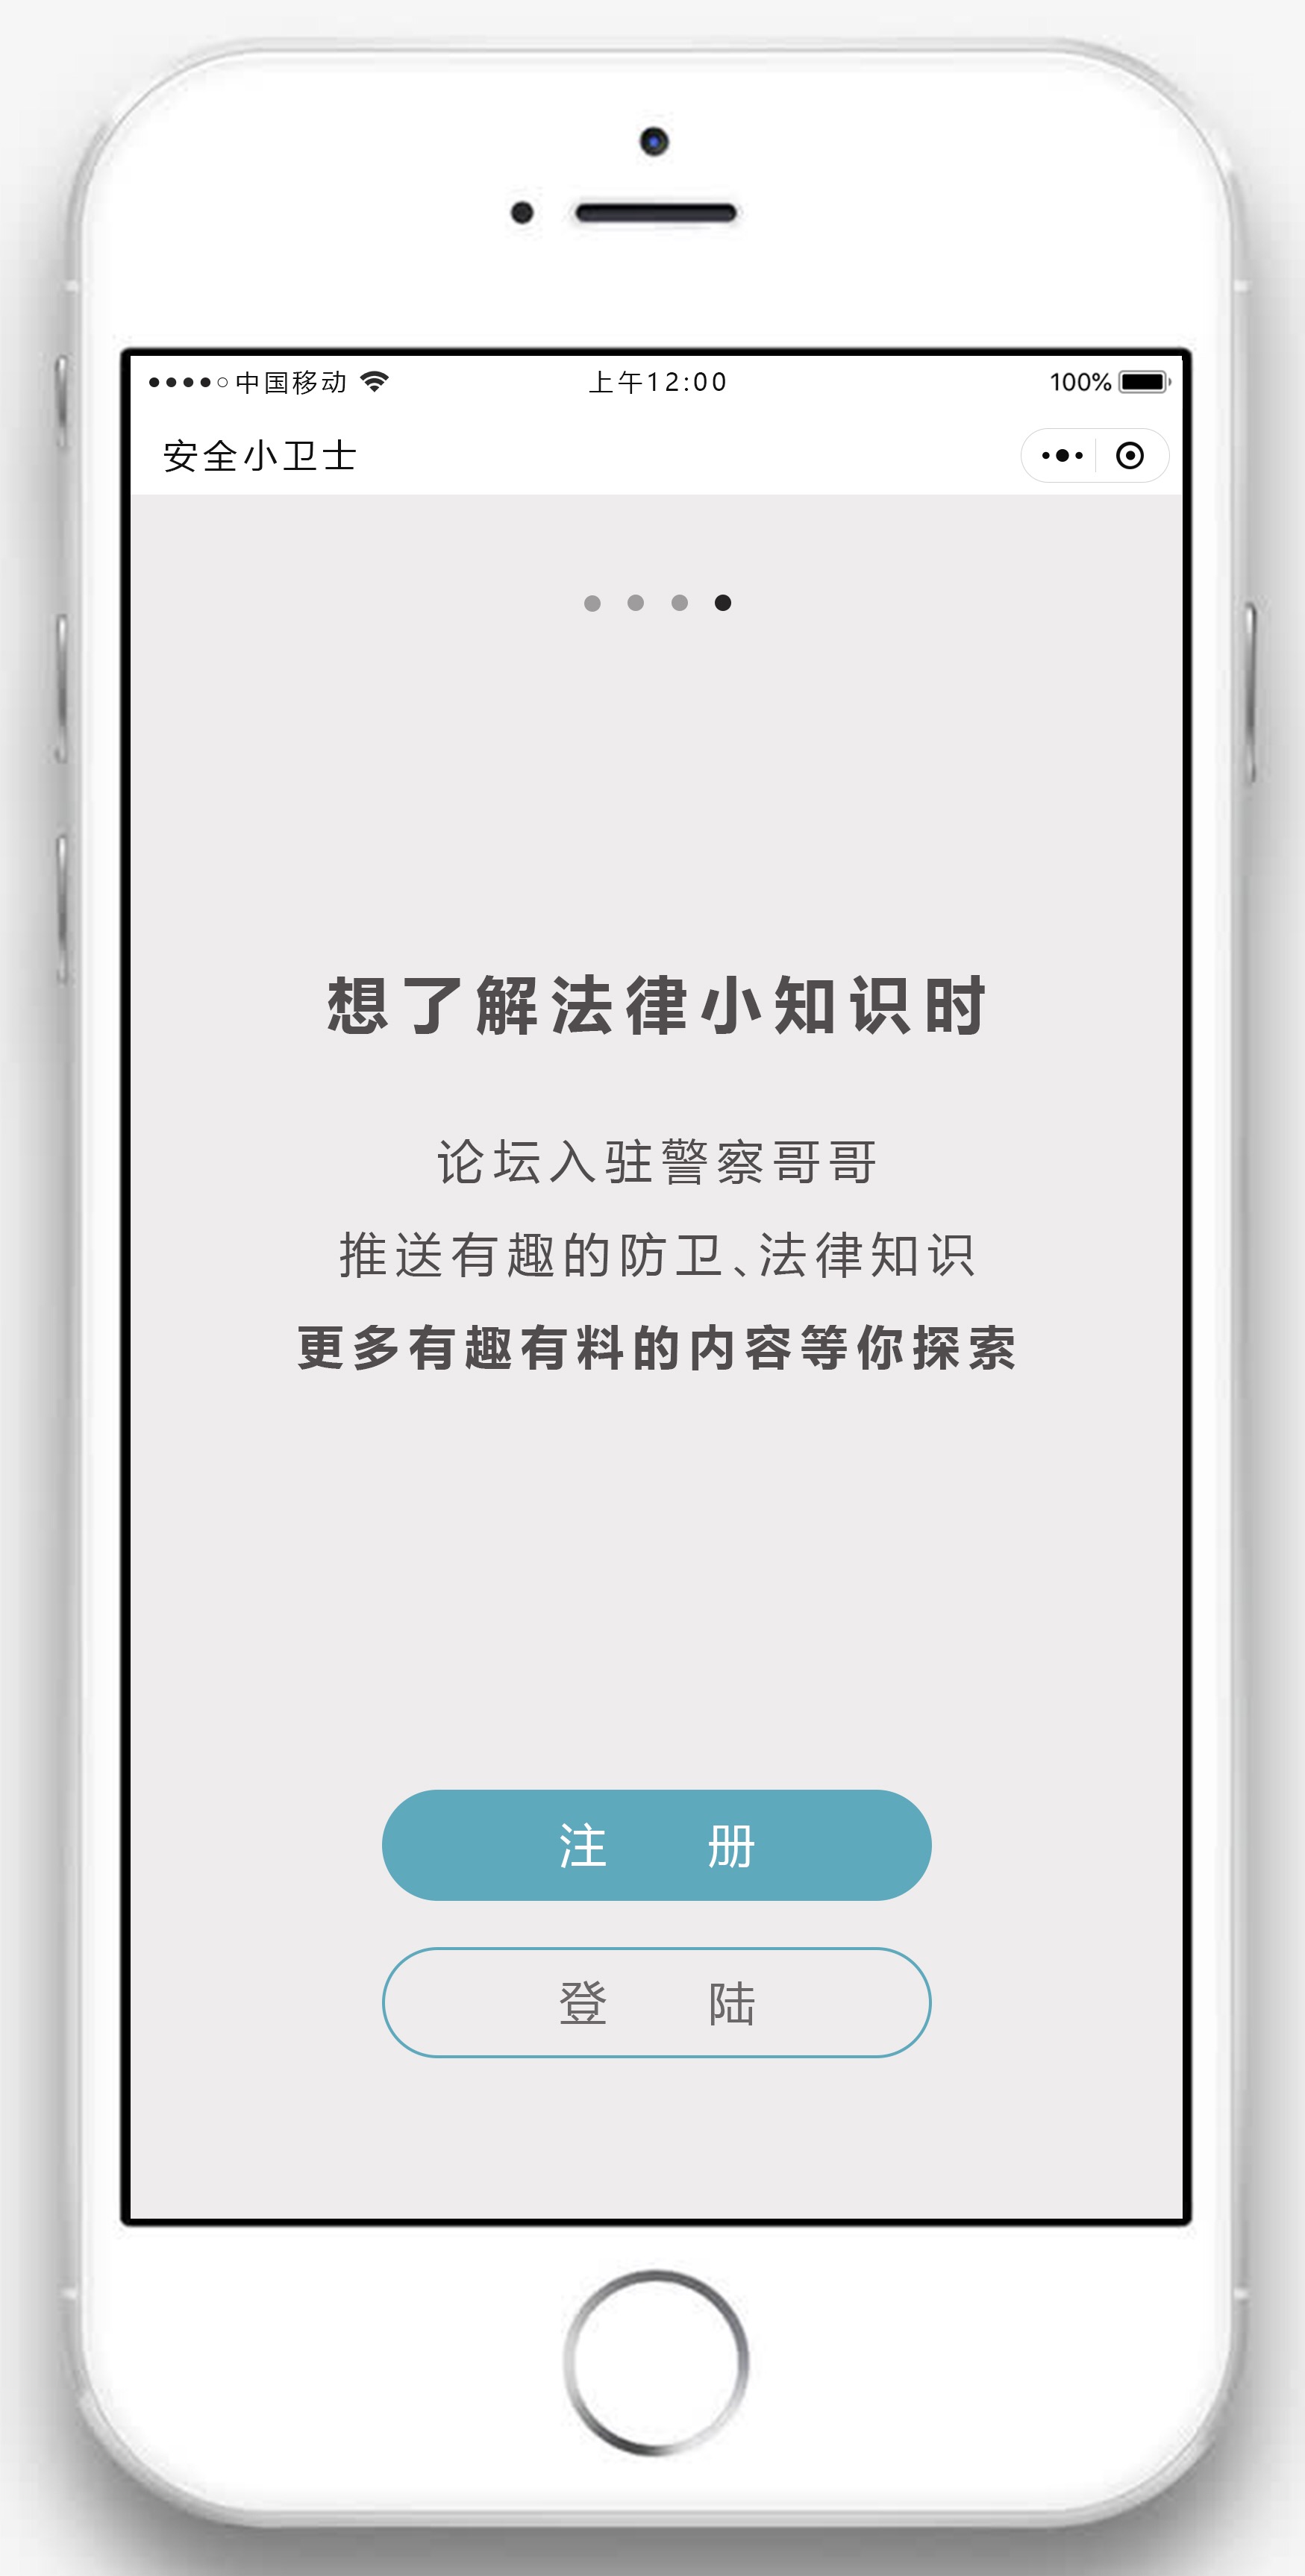 中国移动 上午12:00 100%
安全小卫士
想了解法律小知识时
论坛入驻警察哥哥
推送有趣的防卫、法律知识
更多有趣有料的内容等你探索
注 册
登 陆